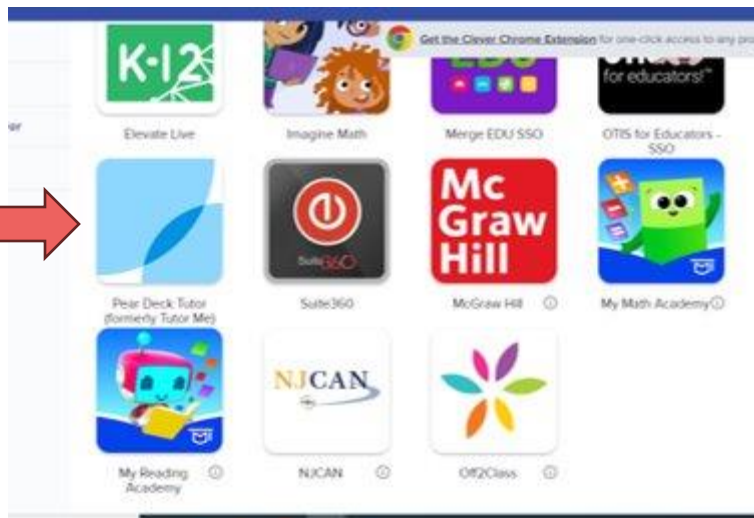 Get the Clever Chrome Extension for one-click access to any
K-12
EDU
for educators!™
Elevate Live
Imagine Math
Merge EDU SSO
OTIS for Educators -
SSO
Suite360
Mc
Graw
Hill
Pear Deck Tutor
(formerly Tutor Me)
Suite360
McGraw Hill
My Math Academy
NJCAN
My Reading
Academy
NJCAN
Off2Class